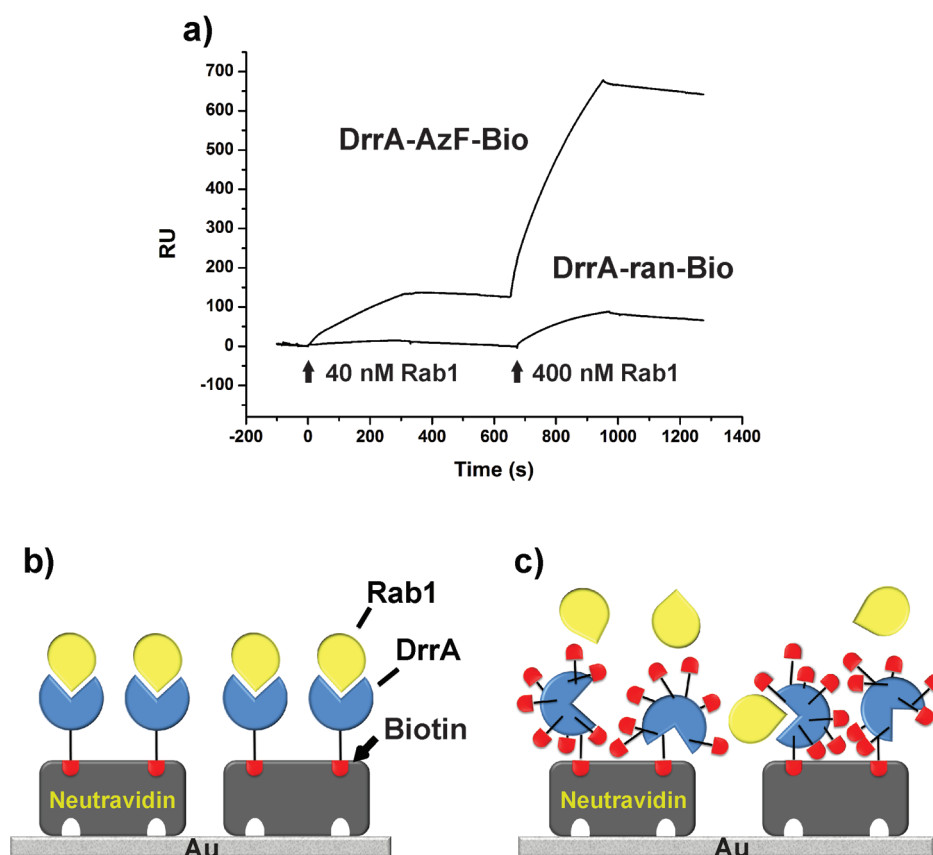 a)
700
600
500
400
300
200
100
0
-100
RU
DrrA-AzF-Bio
DrrA-ran-Bio
40 nM Rab1
400 nM Rab1
-200
0
200
400
600
800
1000
1200
1400
Time (s)
b)
Rab1
DrrA
Biotin
Neutravidin
Au
c)
Neutravidin
Au